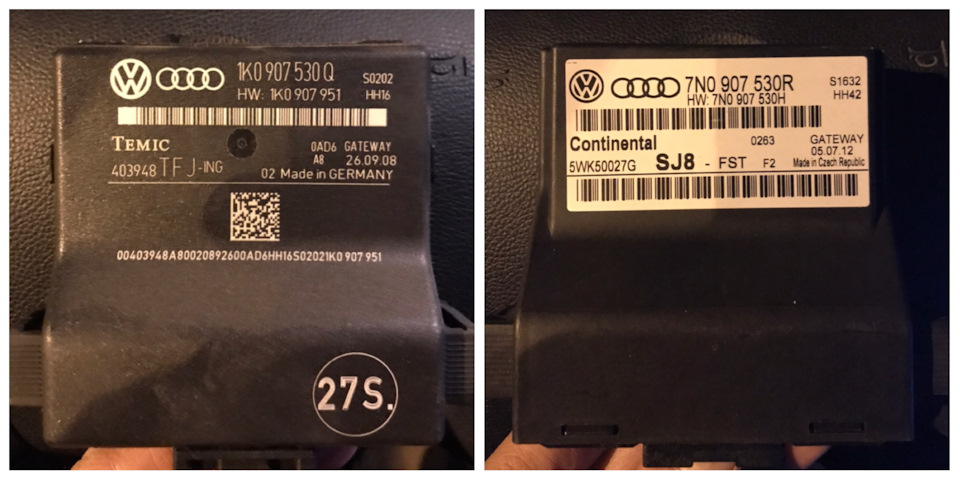 1K0 907 530 Q S0202
HW: 1K0 907 951 HH16
TEMIC 0AD6 GATEWAY
A8 26.09.08
403948 TFJ-ING 02 Made in GERMANY
00403948A80020892600AD6HH16S02021K0 907 951
27S.
7N0 907 530R S1632
HW: 7N0 907 530H HH42
Continental 0263 GATEWAY
05.07.12
5WK50027G SJ8 - FST F2 Made in Czech Republic